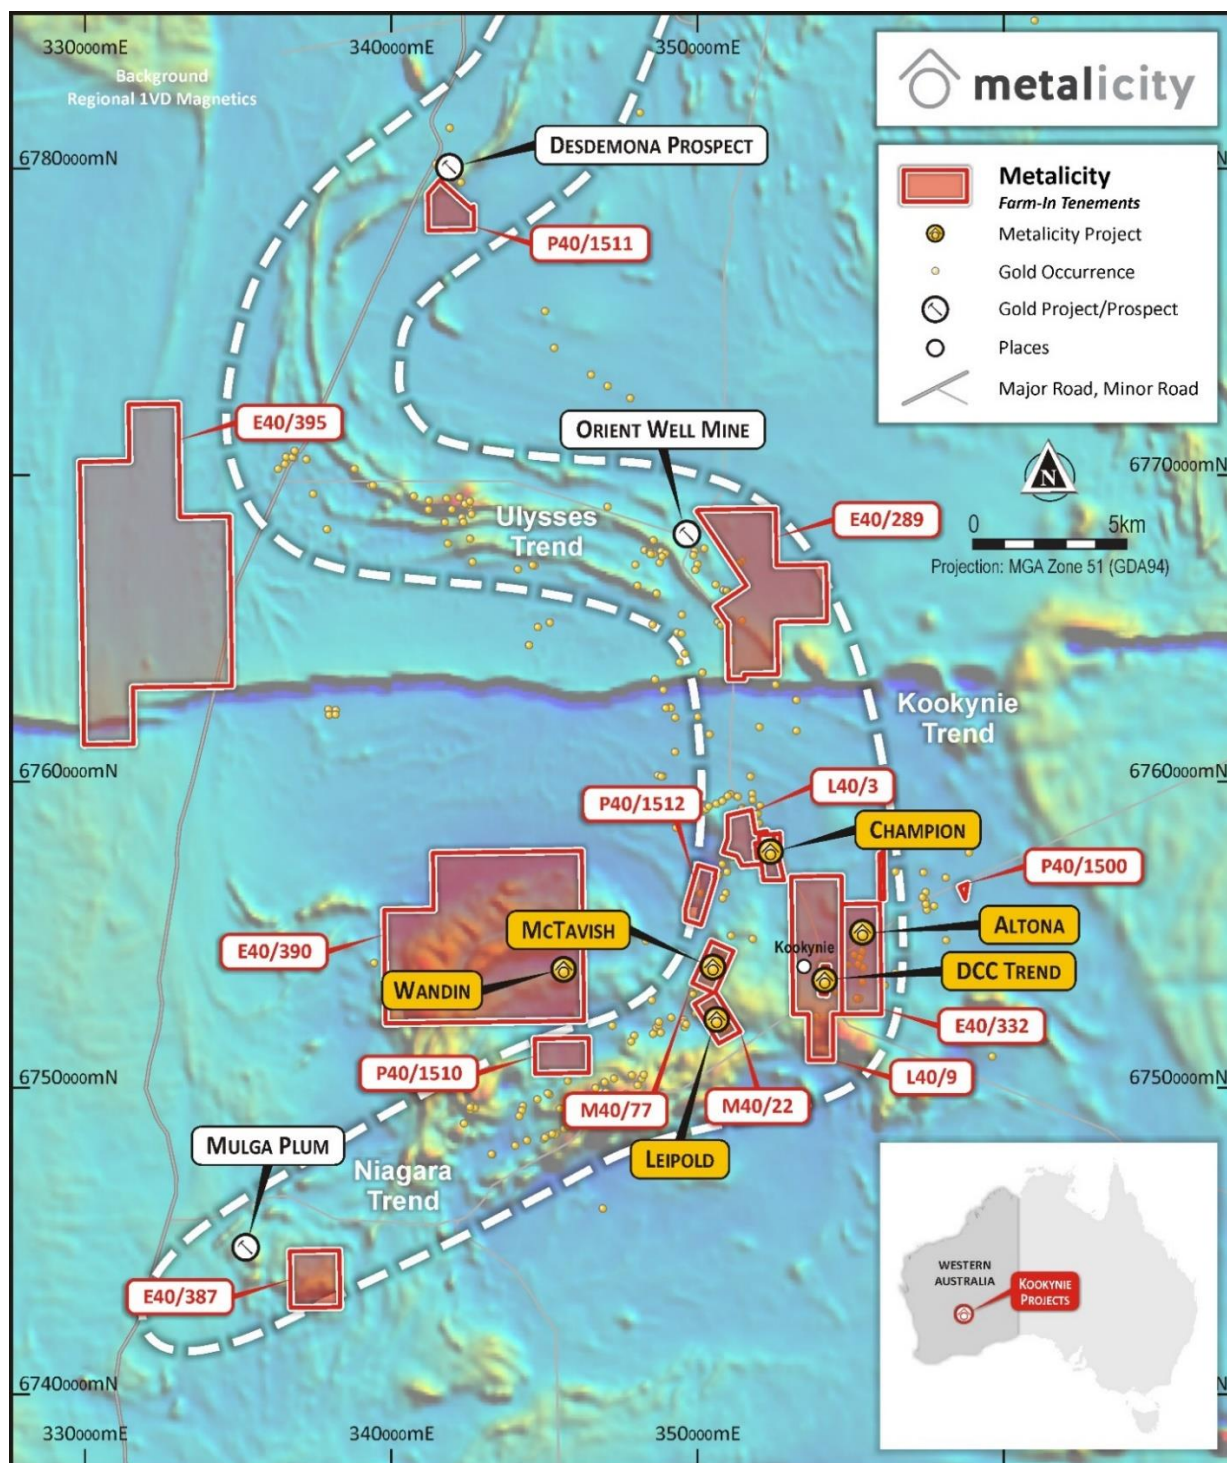 330000mE
340000mE
350000mE
Background
Regional 1VD Magnetics
metalicity
6780000mN
DESDEMONA PROSPECT
P40/1511
Metalicity
Farm-In Tenements
Metalicity Project
Gold Occurrence
Gold Project/Prospect
Places
Major Road, Minor Road
E40/395
ORIENT WELL MINE
N
6770000mN
0 5km
Projection: MGA Zone 51 (GDA94)
E40/289
Ulysses
Trend
Kookynie
Trend
6760000mN
6760000mN
P40/1512
L40/3
CHAMPION
P40/1500
E40/390
MCTAVISH
WANDIN
Kookynie
ALTONA
DCC TREND
E40/332
L40/9
P40/1510
M40/77
M40/22
6750000mN
6750000mN
LEIPOLD
MULGA PLUM
Niagara
Trend
E40/387
WESTERN
AUSTRALIA
KOOKYNIE
PROJECTS
6740000mN
330000mE
340000mE
350000mE